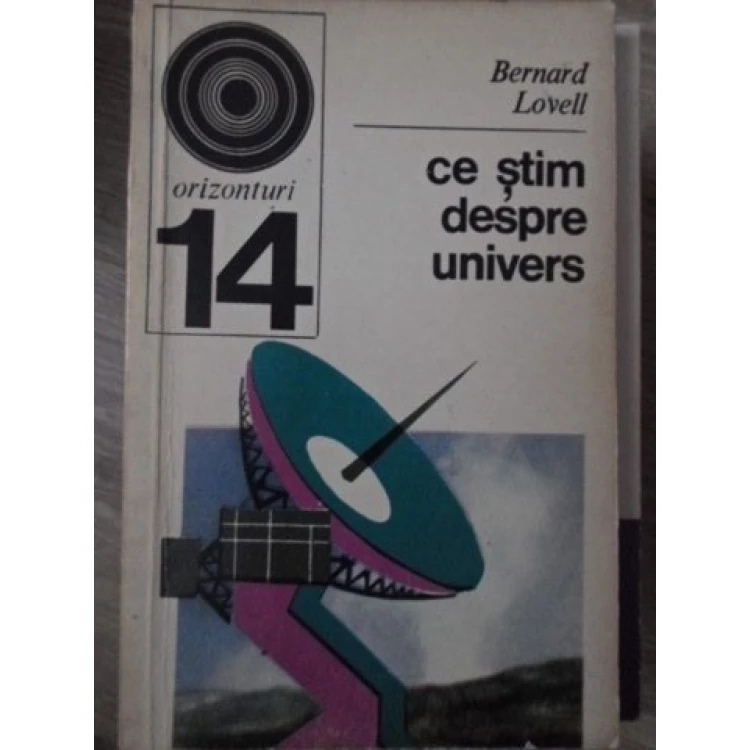 orizonturi
14
Bernard
Lovell
ce știm
despre
univers